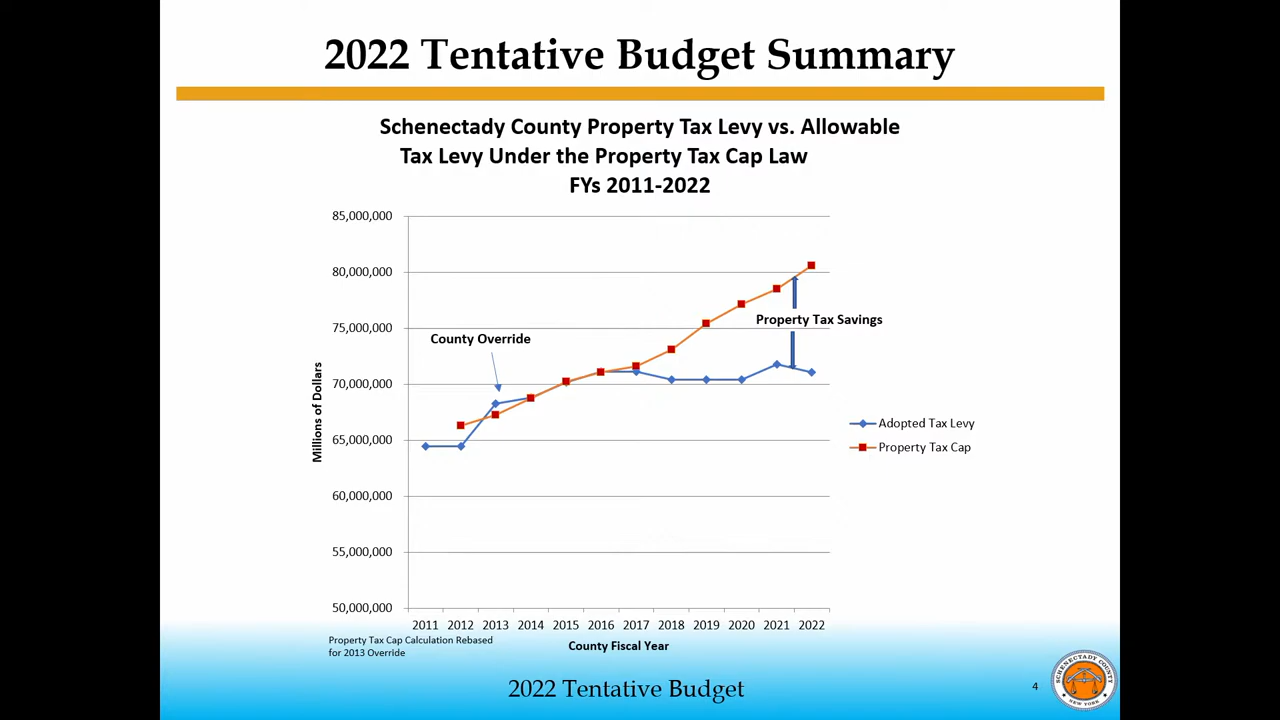 2022 Tentative Budget Summary
Schenectady County Property Tax Levy vs. Allowable
Tax Levy Under the Property Tax Cap Law
FYs 2011-2022
85,000,000
80,000,000
75,000,000
70,000,000
65,000,000
60,000,000
55,000,000
50,000,000
Millions of Dollars
County Override
Property Tax Savings
Adopted Tax Levy
Property Tax Cap
2011 2012 2013 2014 2015 2016 2017 2018 2019 2020 2021 2022
County Fiscal Year
Property Tax Cap Calculation Rebased
for 2013 Override
2022 Tentative Budget
4
SCHENECTADY COUNTY
NEW YORK